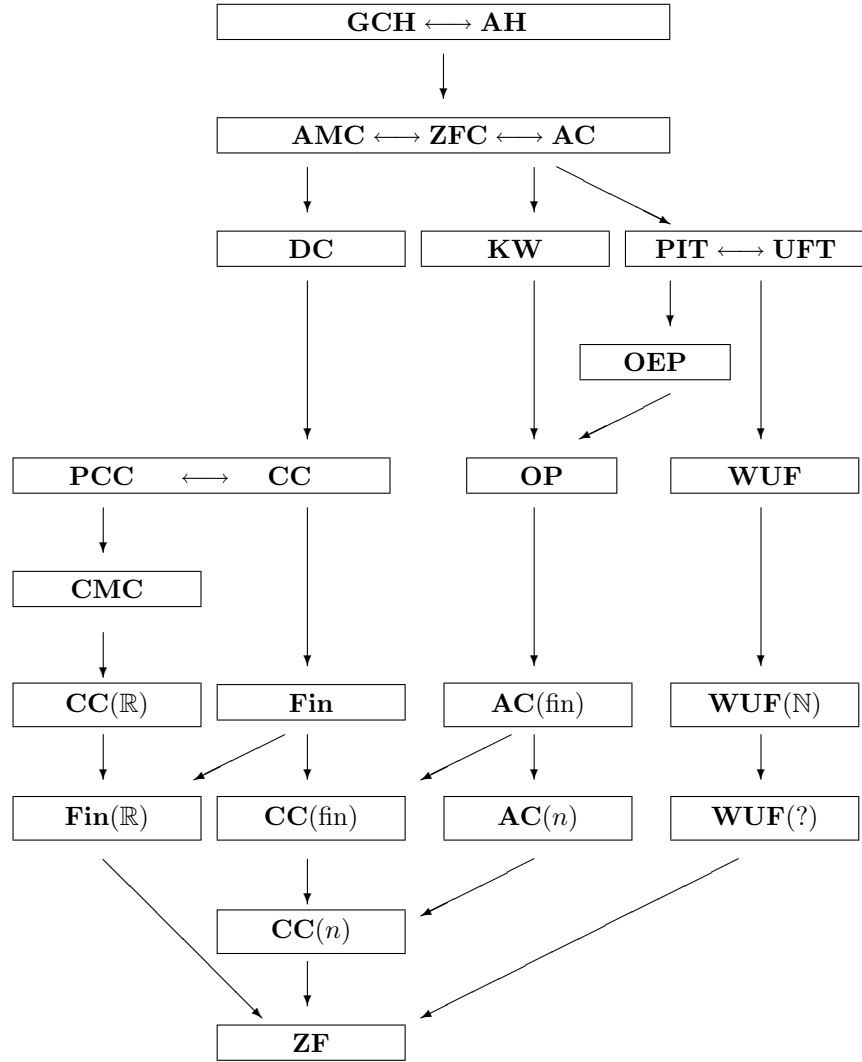 GCH ⟷ AH
AMC ⟷ ZFC ⟷ AC
DC KW PIT ⟷ UFT
OEP
PCC ⟷ CC OP WUF
CMC
CC(ℝ) Fin AC(fin) WUF(ℕ)
Fin(ℝ) CC(fin) AC(n) WUF(?)
CC(n)
ZF